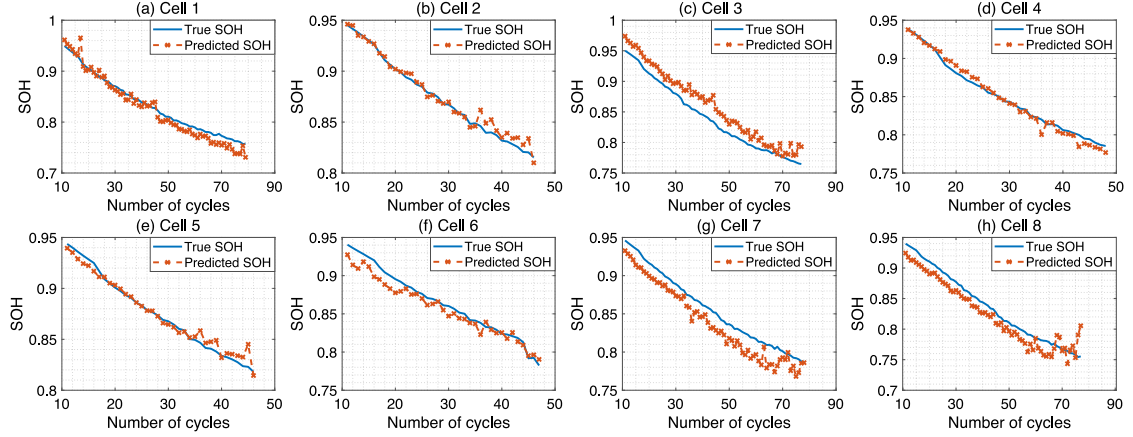 (a) Cell 1
1
0.9
0.8
0.7
SOH
True SOH
Predicted SOH
10 30 50 70 90
Number of cycles
(b) Cell 2
0.95
0.9
0.85
0.8
SOH
True SOH
Predicted SOH
10 20 30 40 50
Number of cycles
(c) Cell 3
1
0.95
0.9
0.85
0.8
0.75
SOH
True SOH
Predicted SOH
10 30 50 70 90
Number of cycles
(d) Cell 4
0.95
0.9
0.85
0.8
0.75
SOH
True SOH
Predicted SOH
10 20 30 40 50
Number of cycles
(e) Cell 5
0.95
0.9
0.85
0.8
SOH
True SOH
Predicted SOH
10 20 30 40 50
Number of cycles
(f) Cell 6
0.95
0.9
0.85
0.8
0.75
SOH
True SOH
Predicted SOH
10 20 30 40 50
Number of cycles
(g) Cell 7
0.95
0.9
0.85
0.8
0.75
SOH
True SOH
Predicted SOH
10 30 50 70 90
Number of cycles
(h) Cell 8
0.95
0.9
0.85
0.8
0.75
0.7
SOH
True SOH
Predicted SOH
10 30 50 70 90
Number of cycles